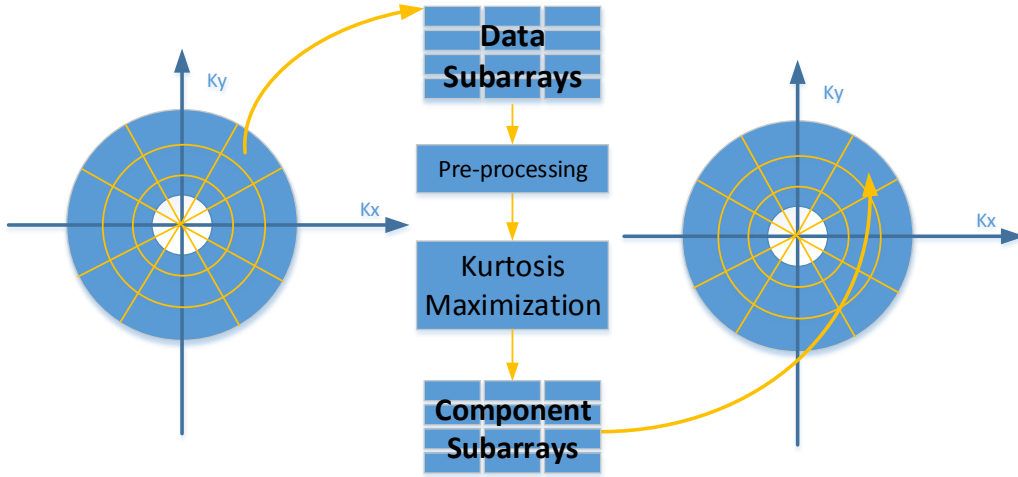 Ky
Kx
Data
Subarrays
Pre-processing
Kurtosis
Maximization
Component
Subarrays
Ky
Kx